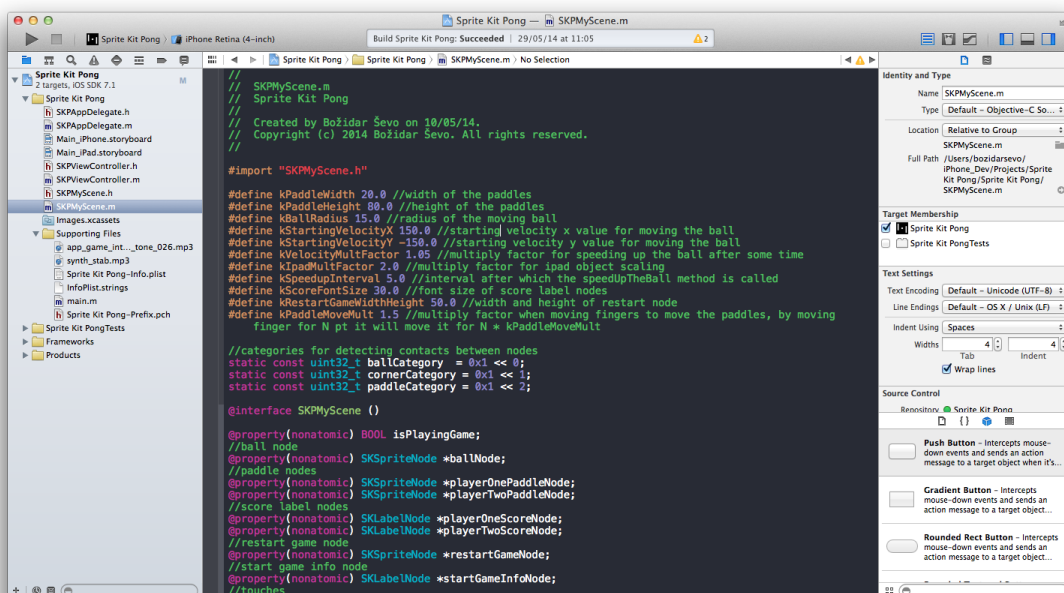 Sprite Kit Pong — SKPMyScene.m
Sprite Kit Pong 〉 iPhone Retina (4-inch)
Build Sprite Kit Pong: Succeeded | 29/05/14 at 11:05
2
Sprite Kit Pong 〉 Sprite Kit Pong 〉 SKPMyScene.m 〉 No Selection
Sprite Kit Pong
M
2 targets, iOS SDK 7.1
Sprite Kit Pong
h SKPAppDelegate.h
m SKPAppDelegate.m
Main_iPhone.storyboard
Main_iPad.storyboard
h SKPViewController.h
m SKPViewController.m
h SKPMyScene.h
m SKPMyScene.m
Images.xcassets
Supporting Files
app_game_int..._tone_026.mp3
synth_stab.mp3
Sprite Kit Pong-Info.plist
InfoPlist.strings
m main.m
h Sprite Kit Pong-Prefix.pch
Sprite Kit PongTests
Frameworks
Products
//
//  SKPMyScene.m
//  Sprite Kit Pong
//
//  Created by Božidar Ševo on 10/05/14.
//  Copyright (c) 2014 Božidar Ševo. All rights reserved.
//
#import "SKPMyScene.h"
#define kPaddleWidth 20.0 //width of the paddles
#define kPaddleHeight 80.0 //height of the paddles
#define kBallRadius 15.0 //radius of the moving ball
#define kStartingVelocityX 150.0 //starting velocity x value for moving the ball
#define kStartingVelocityY -150.0 //starting velocity y value for moving the ball
#define kVelocityMultFactor 1.05 //multiply factor for speeding up the ball after some time
#define kIpadMultFactor 2.0 //multiply factor for ipad object scaling
#define kSpeedupInterval 5.0 //interval after which the speedUpTheBall method is called
#define kScoreFontSize 30.0 //font size of score label nodes
#define kRestartGameWidthHeight 50.0 //width and height of restart node
#define kPaddleMoveMult 1.5 //multiply factor when moving fingers to move the paddles, by moving
finger for N pt it will move it for N * kPaddleMoveMult
//categories for detecting contacts between nodes
static const uint32_t ballCategory  = 0x1 << 0;
static const uint32_t cornerCategory = 0x1 << 1;
static const uint32_t paddleCategory = 0x1 << 2;
@interface SKPMyScene ()
@property(nonatomic) BOOL isPlayingGame;
//ball node
@property(nonatomic) SKSpriteNode *ballNode;
//paddle nodes
@property(nonatomic) SKSpriteNode *playerOnePaddleNode;
@property(nonatomic) SKSpriteNode *playerTwoPaddleNode;
//score label nodes
@property(nonatomic) SKLabelNode *playerOneScoreNode;
@property(nonatomic) SKLabelNode *playerTwoScoreNode;
//restart game node
@property(nonatomic) SKSpriteNode *restartGameNode;
//start game info node
@property(nonatomic) SKLabelNode *startGameInfoNode;
//touches
Identity and Type
Name SKPMyScene.m
Type Default - Objective-C So...
Location Relative to Group
SKPMyScene.m
Full Path /Users/bozidarsevo/
iPhone_Dev/Projects/Sprite
Kit Pong/Sprite Kit Pong/
SKPMyScene.m
Target Membership
Sprite Kit Pong
Sprite Kit PongTests
Text Settings
Text Encoding Default - Unicode (UTF-8)
Line Endings Default - OS X / Unix (LF)
Indent Using Spaces
Widths 4 4
Tab Indent
Wrap lines
Source Control
Repository Sprite Kit Pong
{ }
Push Button - Intercepts mouse-
down events and sends an action
message to a target object when it's...
Gradient Button - Intercepts
mouse-down events and sends an
action message to a target object...
Rounded Rect Button - Intercepts
mouse-down events and sends an
action message to a target object...